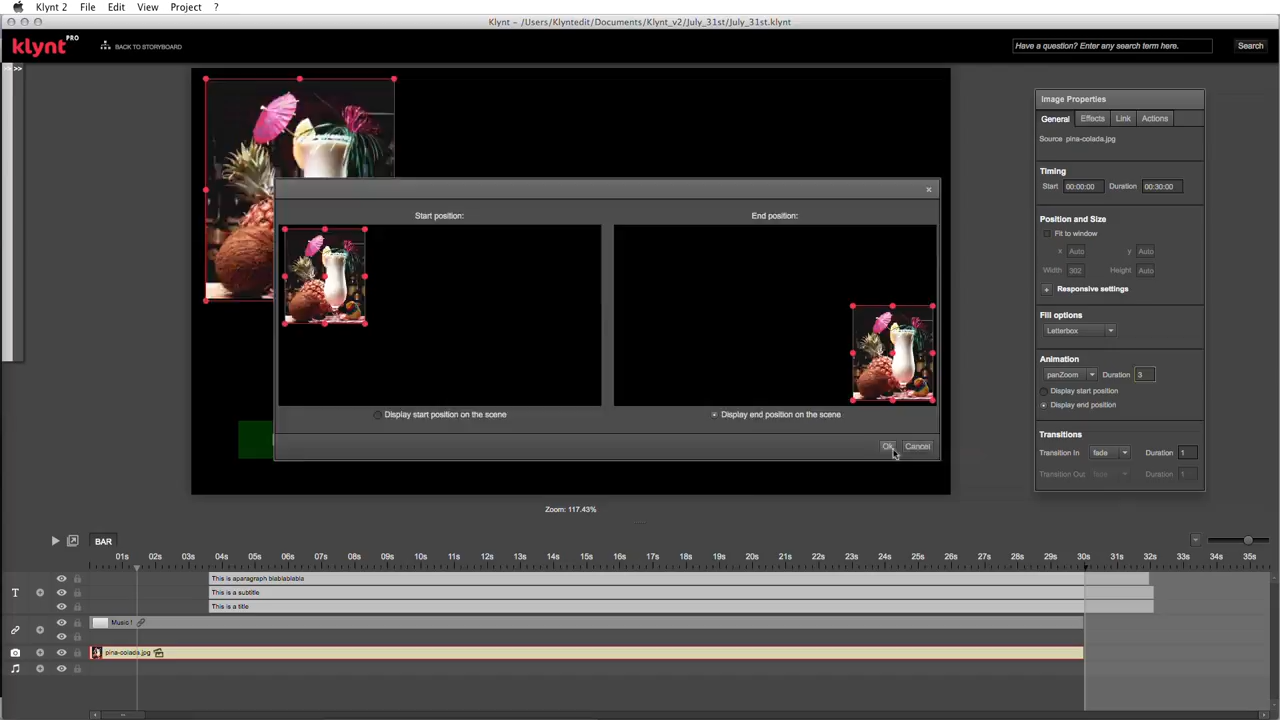 Klynt 2 File Edit View Project ?
Klynt - /Users/Klyntedit/Documents/Klynt_v2/July_31st/July_31st.klynt
klynt PRO BACK TO STORYBOARD
Have a question? Enter any search term here. Search
Image Properties
General Effects Link Actions
Source pina-colada.jpg
Timing
Start 00:00:00 Duration 00:30:00
Position and Size
Fit to window
x Auto y Auto
Width 302 Height Auto
Responsive settings
Fill options
Letterbox
Animation
panZoom Duration 3
Display start position
Display end position
Transitions
Transition In fade Duration 1
Transition Out fade Duration 1
Start position: End position:
Display start position on the scene Display end position on the scene
Ok Cancel
Zoom: 117.43%
BAR
01s 02s 03s 04s 05s 06s 07s 08s 09s 10s 11s 12s 13s 14s 15s 16s 17s 18s 19s 20s 21s 22s 23s 24s 25s 26s 27s 28s 29s 30s 31s 32s 33s 34s 35s
This is aparagraph blablablabla
T This is a subtitle
This is a title
Music !
pina-colada.jpg